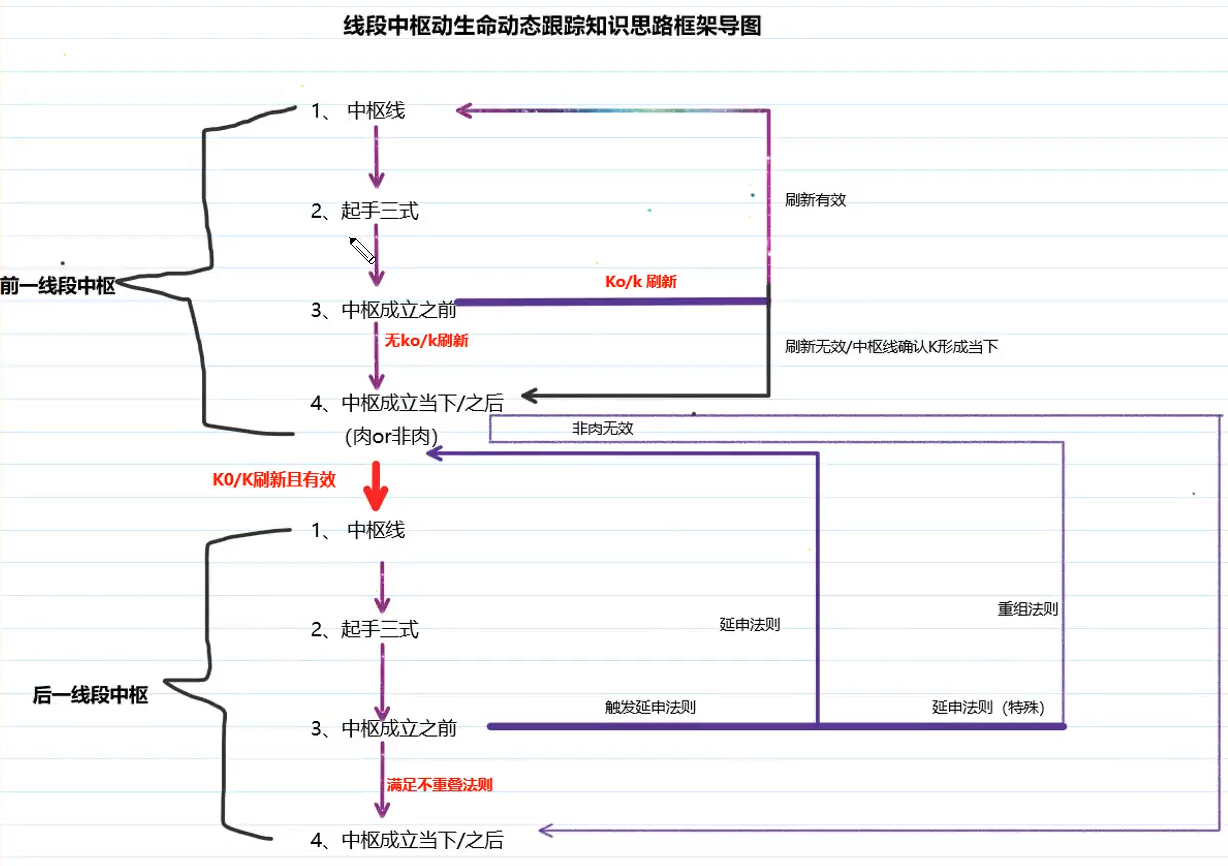 线段中枢动生命动态跟踪知识思路框架导图
1、 中枢线
刷新有效
2、起手三式
前一线段中枢
Ko/k 刷新
3、中枢成立之前
无ko/k刷新
刷新无效/中枢线确认K形成当下
4、中枢成立当下/之后
(肉or非肉)
非肉无效
K0/K刷新且有效
1、 中枢线
重组法则
延申法则
2、起手三式
后一线段中枢
触发延申法则
延申法则（特殊）
3、中枢成立之前
满足不重叠法则
4、中枢成立当下/之后